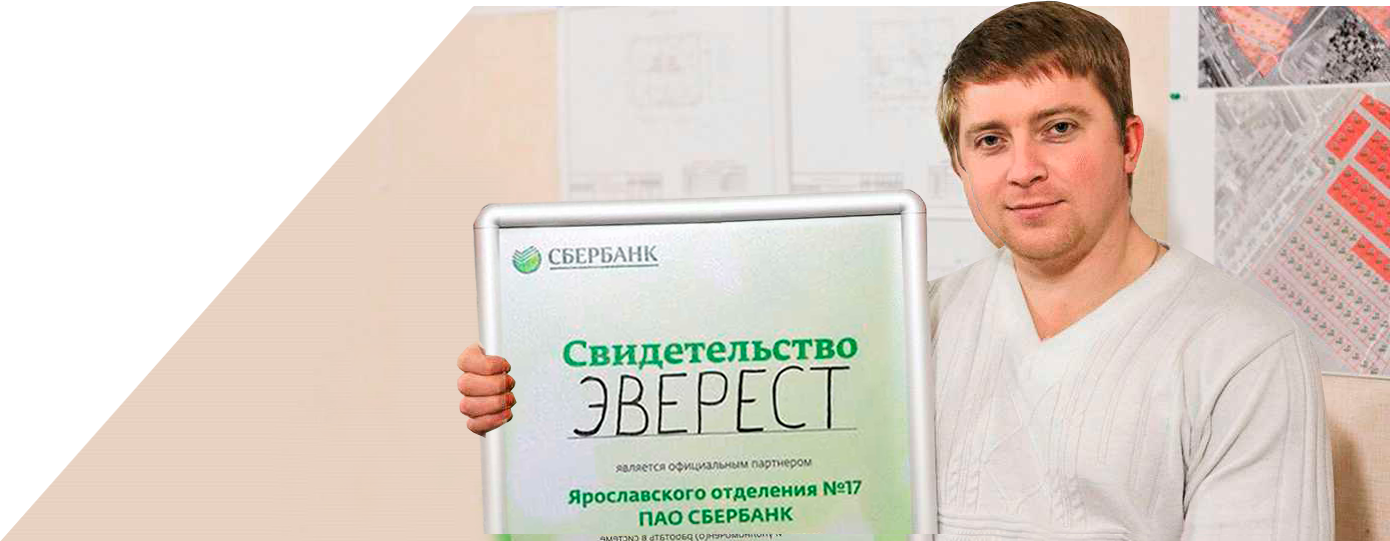 СБЕРБАНК
Свидетельство
ЭВЕРЕСТ
является официальным партнером
Ярославского отделения №17
ПАО СБЕРБАНК